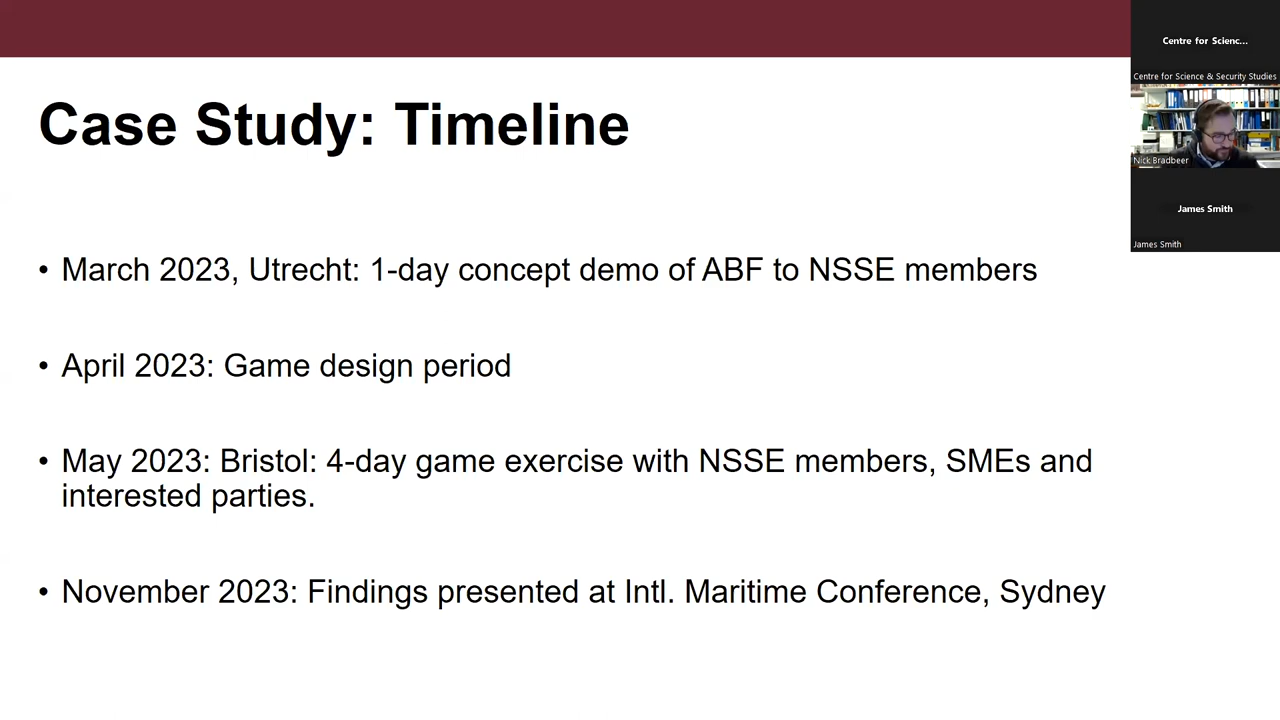 Case Study: Timeline
• March 2023, Utrecht: 1-day concept demo of ABF to NSSE members
• April 2023: Game design period
• May 2023: Bristol: 4-day game exercise with NSSE members, SMEs and
interested parties.
• November 2023: Findings presented at Intl. Maritime Conference, Sydney
Centre for Scienc...
Centre for Science & Security Studies
Nick Bradbeer
James Smith
James Smith